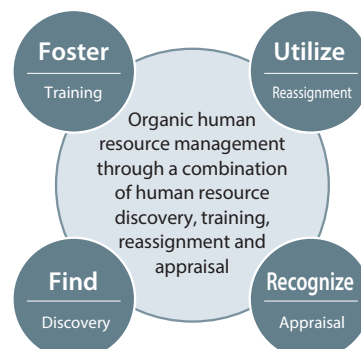 Foster
Training
Utilize
Reassignment
Organic human
resource management
through a combination
of human resource
discovery, training,
reassignment and
appraisal
Find
Discovery
Recognize
Appraisal